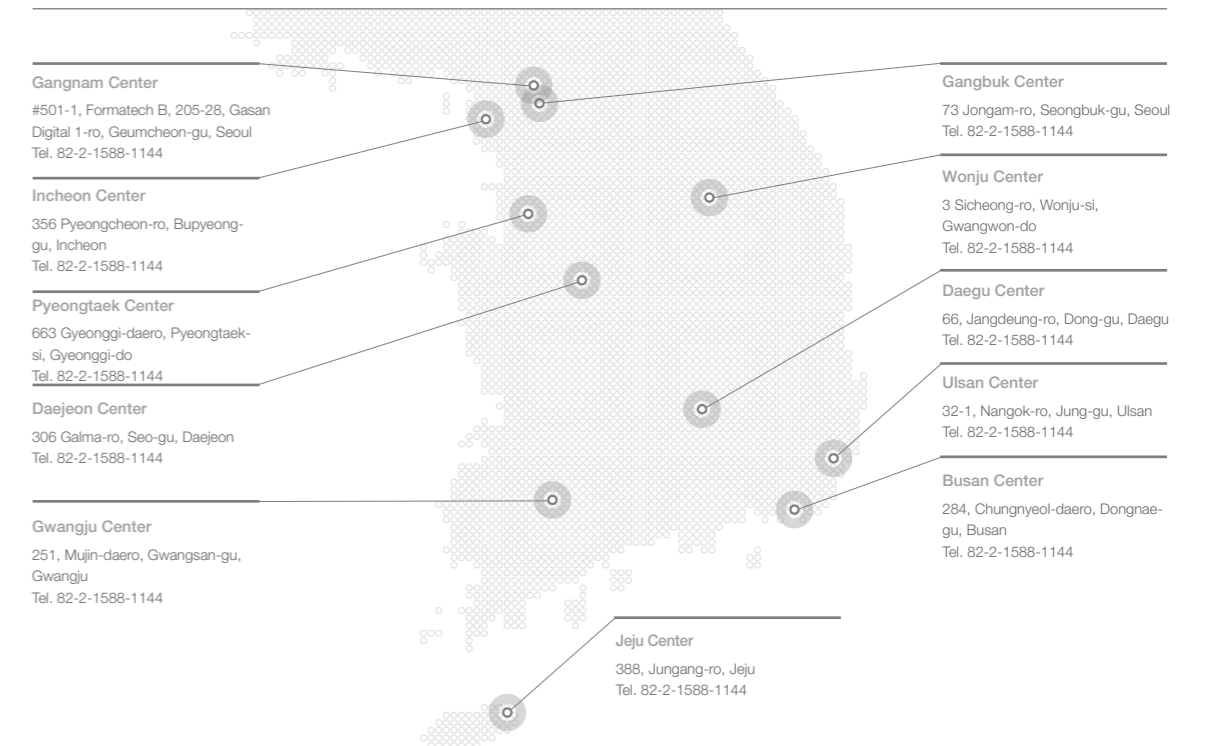 Gangnam Center
#501-1, Formatech B, 205-28, Gasan
Digital 1-ro, Geumcheon-gu, Seoul
Tel. 82-2-1588-1144
Incheon Center
356 Pyeongcheon-ro, Bupyeong-
gu, Incheon
Tel. 82-2-1588-1144
Pyeongtaek Center
663 Gyeonggi-daero, Pyeongtaek-
si, Gyeonggi-do
Tel. 82-2-1588-1144
Daejeon Center
306 Galma-ro, Seo-gu, Daejeon
Tel. 82-2-1588-1144
Gwangju Center
251, Mujin-daero, Gwangsan-gu,
Gwangju
Tel. 82-2-1588-1144
Gangbuk Center
73 Jongam-ro, Seongbuk-gu, Seoul
Tel. 82-2-1588-1144
Wonju Center
3 Sicheong-ro, Wonju-si,
Gwangwon-do
Tel. 82-2-1588-1144
Daegu Center
66, Jangdeung-ro, Dong-gu, Daegu
Tel. 82-2-1588-1144
Ulsan Center
32-1, Nangok-ro, Jung-gu, Ulsan
Tel. 82-2-1588-1144
Busan Center
284, Chungnyeol-daero, Dongnae-
gu, Busan
Tel. 82-2-1588-1144
Jeju Center
388, Jungang-ro, Jeju
Tel. 82-2-1588-1144